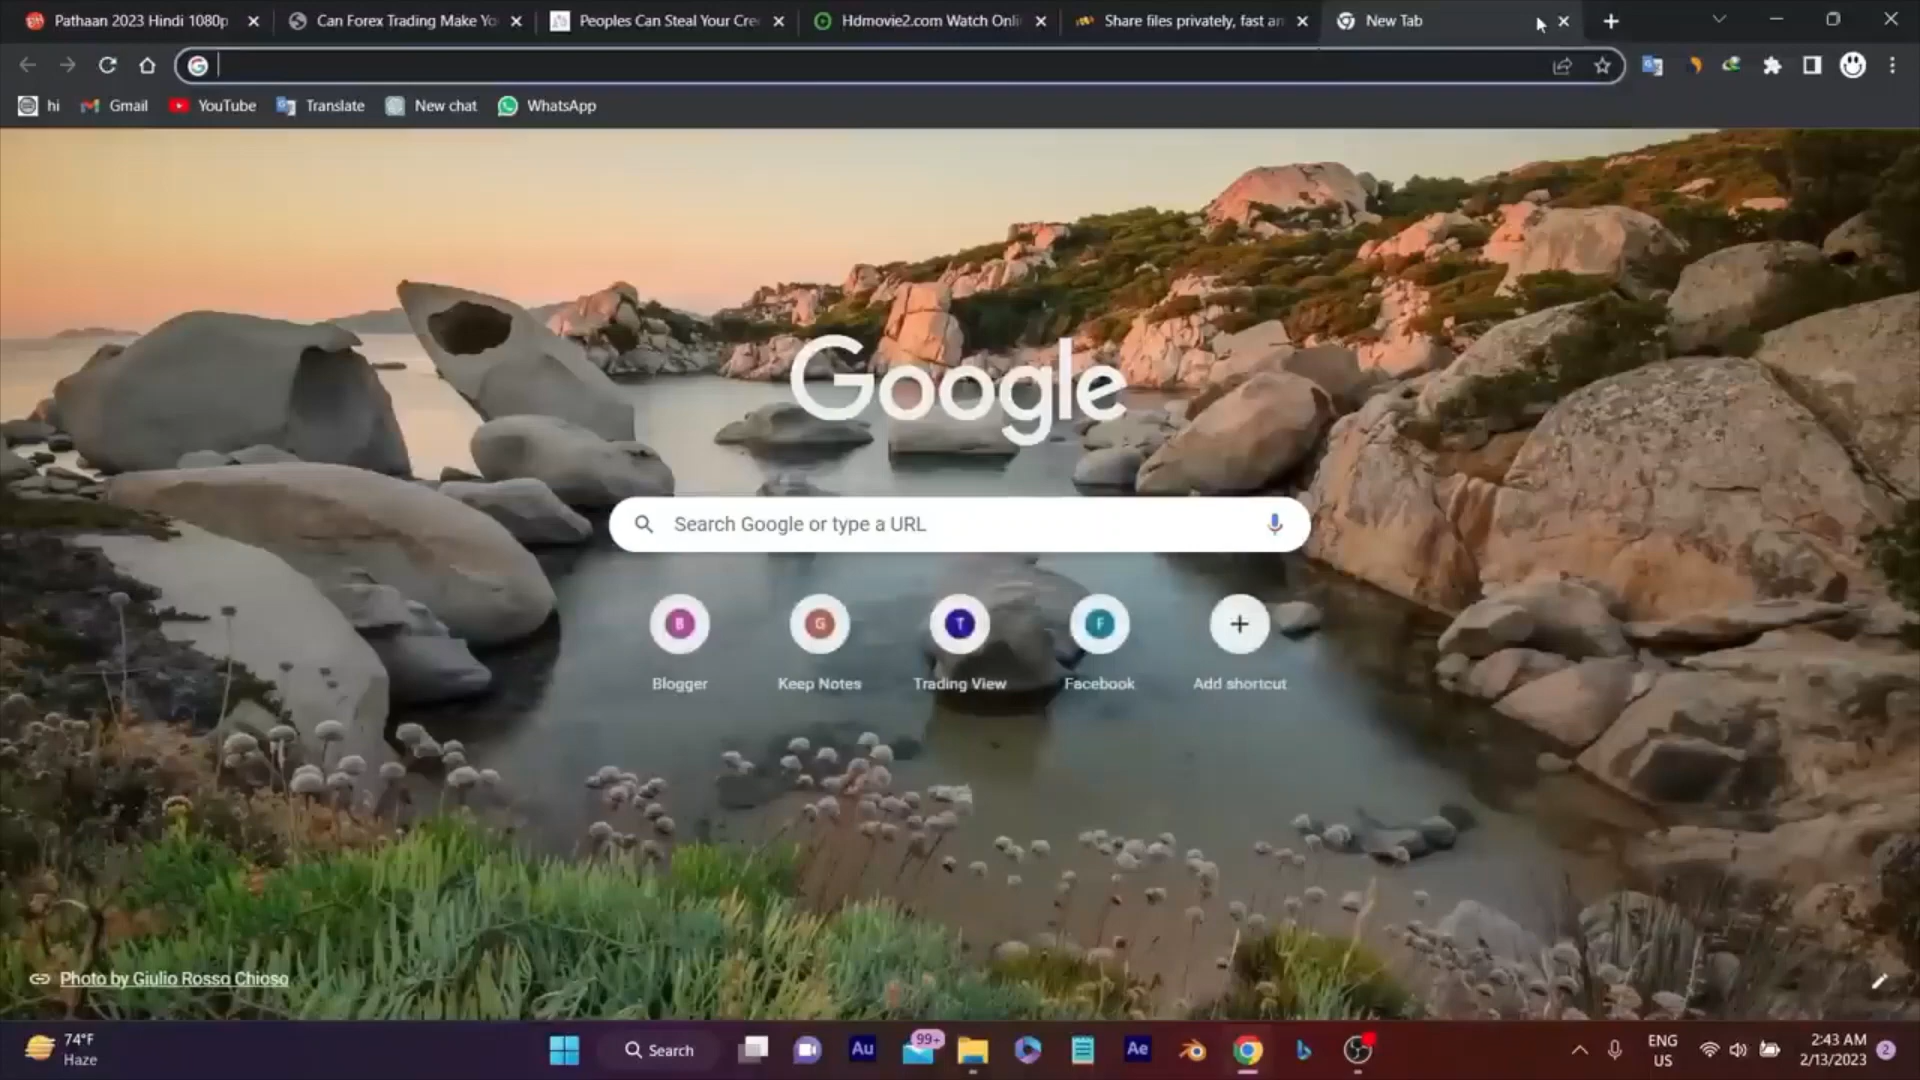 Pathaan 2023 Hindi 1080p
Can Forex Trading Make Yo
Peoples Can Steal Your Cre
Hdmovie2.com Watch Onli
Share files privately, fast an
New Tab
hi
Gmail
YouTube
Translate
New chat
WhatsApp
Google
Search Google or type a URL
B
G
T
F
Blogger
Keep Notes
Trading View
Facebook
Add shortcut
Photo by Giulio Rosso Chioso
74°F
Haze
Search
Au
99+
Ae
ENG
US
2:43 AM
2/13/2023
2